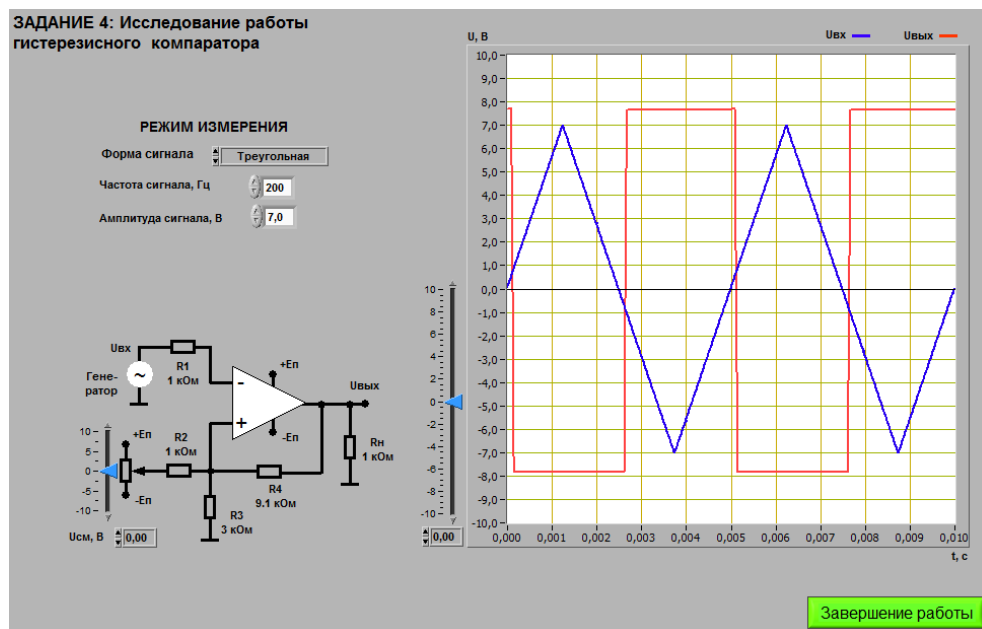 ЗАДАНИЕ 4: Исследование работы
гистерезисного компаратора
РЕЖИМ ИЗМЕРЕНИЯ
Форма сигнала Треугольная
Частота сигнала, Гц 200
Амплитуда сигнала, В 7,0
Uвх
Гене-
ратор
~
R1
1 кОм
+Еп
-
+
-Еп
Uвых
Rн
1 кОм
R2
1 кОм
R4
9.1 кОм
R3
3 кОм
+Еп
-Еп
10
5
0
-5
-10
Uсм, В 0,00
10
8
6
4
2
0
-2
-4
-6
-8
-10
0,00
U, В
Uвх Uвых
10,0
9,0
8,0
7,0
6,0
5,0
4,0
3,0
2,0
1,0
0,0
-1,0
-2,0
-3,0
-4,0
-5,0
-6,0
-7,0
-8,0
-9,0
-10,0
0,000 0,001 0,002 0,003 0,004 0,005 0,006 0,007 0,008 0,009 0,010
t, с
Завершение работы